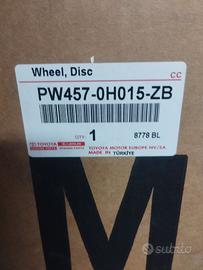 Wheel, Disc
CC
PW457-0H015-ZB
QTY.
1
8778 BL
TOYOTA
TOYOTA MOTOR EUROPE NV/SA.
MADE IN TÜRKİYE
M
subito